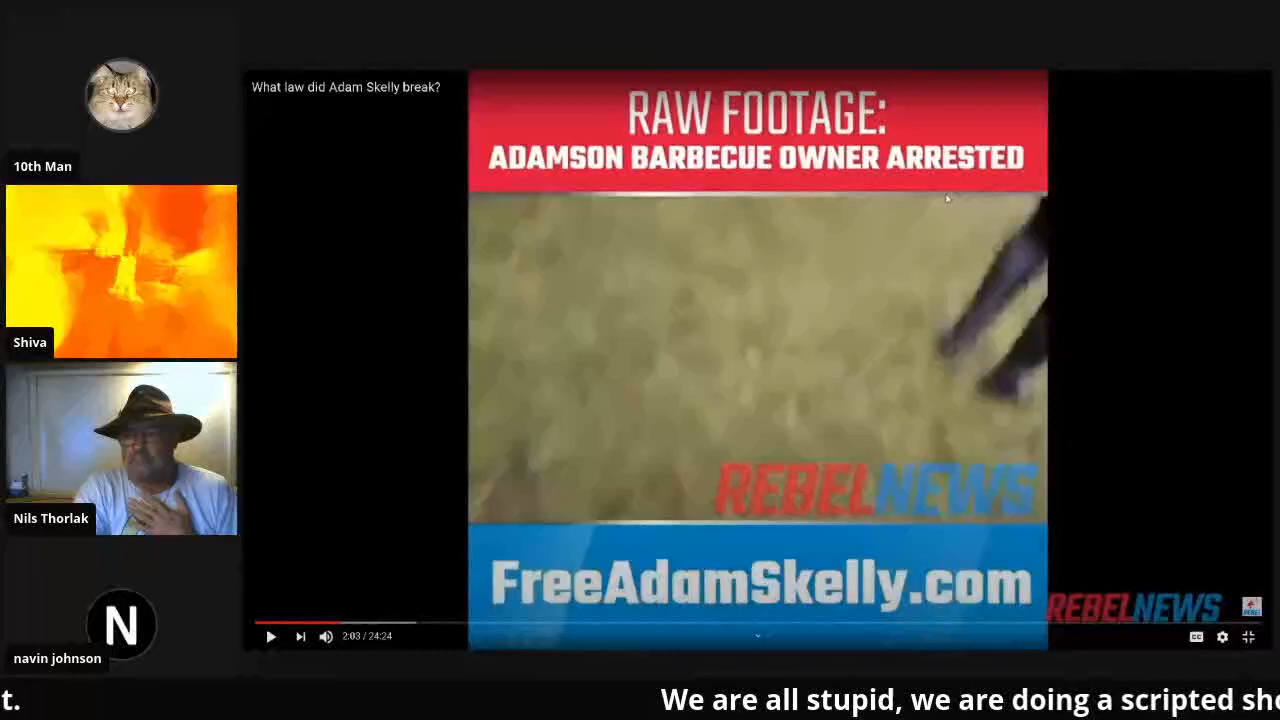 What law did Adam Skelly break?
RAW FOOTAGE:
ADAMSON BARBECUE OWNER ARRESTED
10th Man
Shiva
REBELNEWS
Nils Thorlak
FreeAdamSkelly.com
REBELNEWS
N
2:03 / 24:24
CC
navin johnson
t.
We are all stupid, we are doing a scripted sho